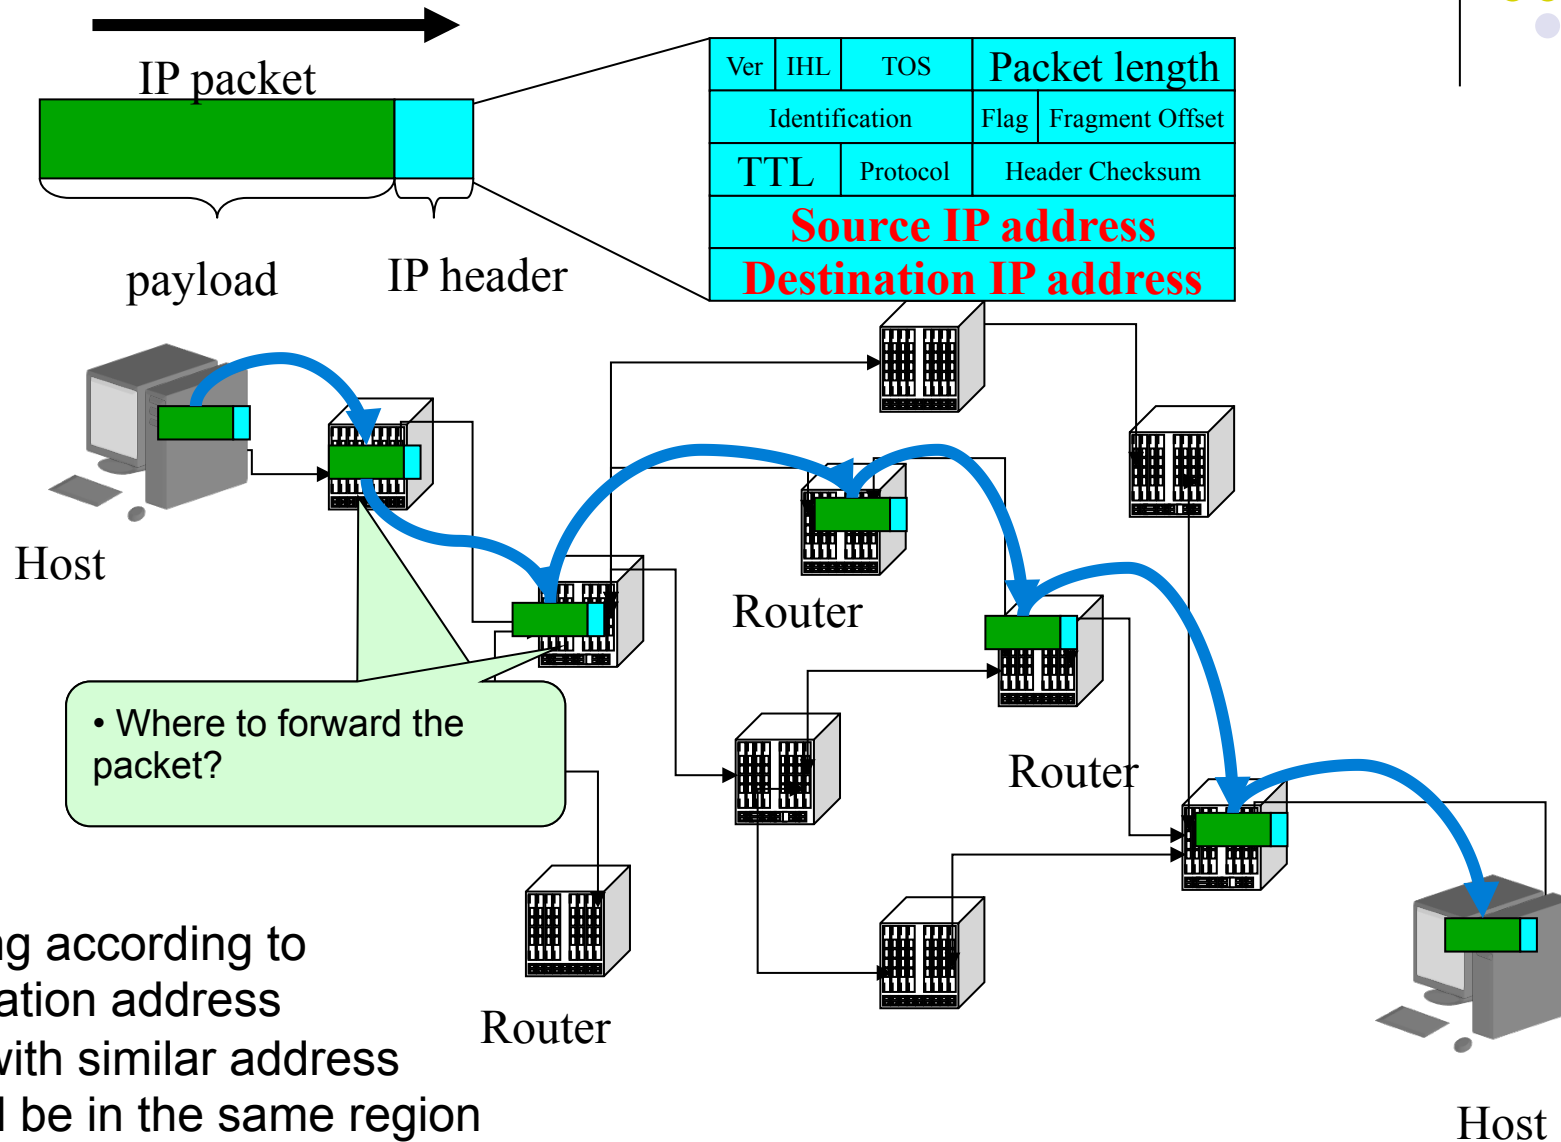 IP packet
payload
IP header
Ver IHL TOS Packet length
Identification Flag Fragment Offset
TTL Protocol Header Checksum
Source IP address
Destination IP address
Host
Router
• Where to forward the
packet?
Router
according to
address
with similar address
be in the same region
Router
Host